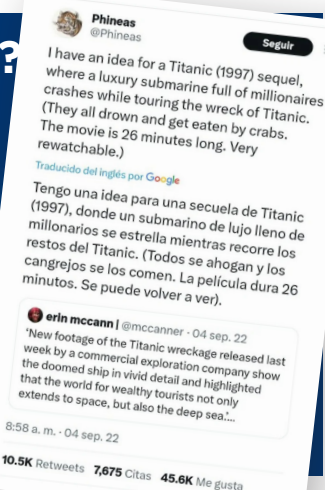 ?
Phineas
@Phineas
Seguir
I have an idea for a Titanic (1997) sequel,
where a luxury submarine full of millionaires
crashes while touring the wreck of Titanic.
(They all drown and get eaten by crabs.
The movie is 26 minutes long. Very
rewatchable.)
Traducido del inglés por Google
Tengo una idea para una secuela de Titanic
(1997), donde un submarino de lujo lleno de
millonarios se estrella mientras recorre los
restos del Titanic. (Todos se ahogan y los
cangrejos se los comen. La película dura 26
minutos. Se puede volver a ver).
erin mccann | @mccanner · 04 sep. 22
'New footage of the Titanic wreckage released last
week by a commercial exploration company show
the doomed ship in vivid detail and highlighted
that the world for wealthy tourists not only
extends to space, but also the deep sea.'...
8:58 a. m. · 04 sep. 22
10.5K Retweets 7,675 Citas 45.6K Me gusta